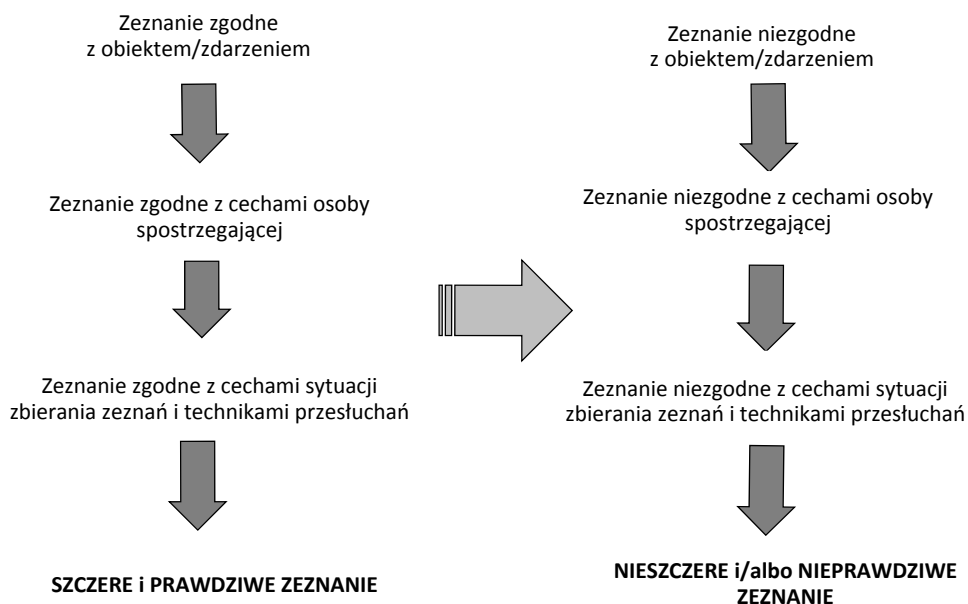 Zeznanie zgodne
z obiektem/zdarzeniem
Zeznanie zgodne z cechami osoby
spostrzegającej
Zeznanie zgodne z cechami sytuacji
zbierania zeznań i technikami przesłuchań
SZCZERE i PRAWDZIWE ZEZNANIE
Zeznanie niezgodne
z obiektem/zdarzeniem
Zeznanie niezgodne z cechami osoby
spostrzegającej
Zeznanie niezgodne z cechami sytuacji
zbierania zeznań i technikami przesłuchań
NIESZCZERE i/albo NIEPRAWDZIWE
ZEZNANIE